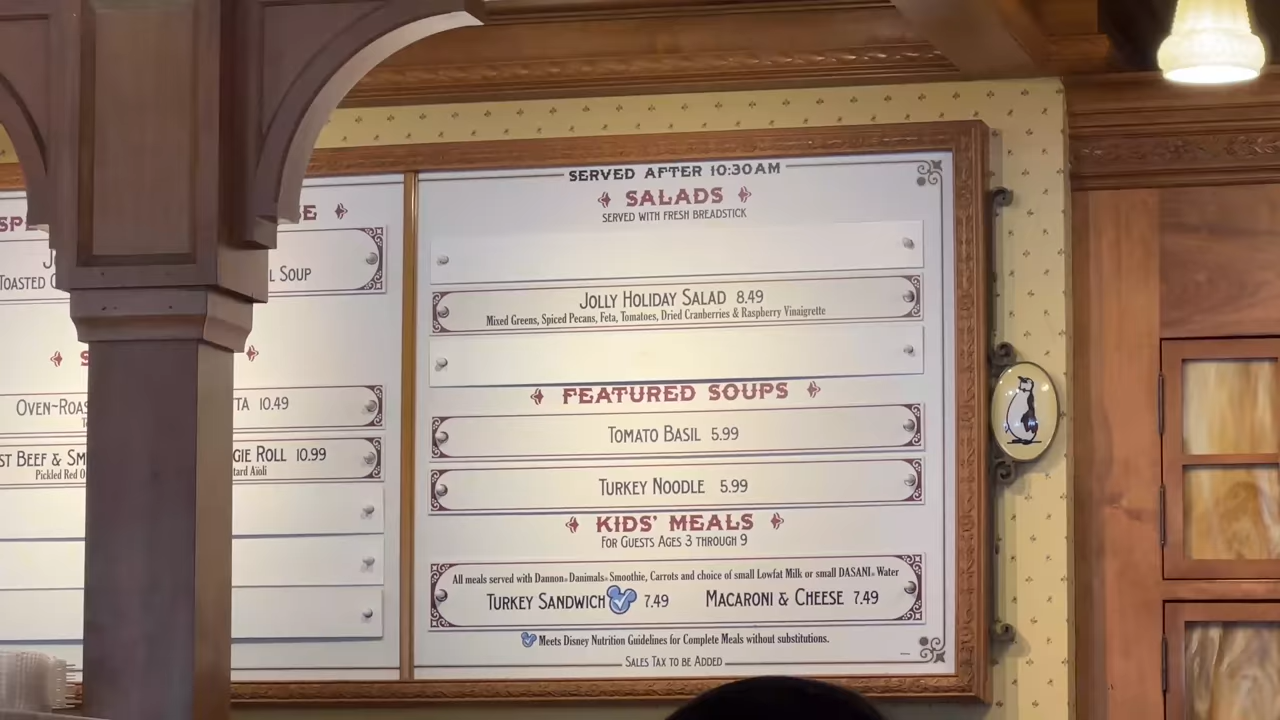 TOASTED
L SOUP
OVEN-ROAS
TA 10.49
ST BEEF & SM
GIE ROLL 10.99
PICKLED RED O
TARD AIOLI
SERVED AFTER 10:30AM
SALADS
SERVED WITH FRESH BREADSTICK
JOLLY HOLIDAY SALAD 8.49
Mixed Greens, Spiced Pecans, Feta, Tomatoes, Dried Cranberries & Raspberry Vinaigrette
FEATURED SOUPS
TOMATO BASIL 5.99
TURKEY NOODLE 5.99
KIDS' MEALS
FOR GUESTS AGES 3 THROUGH 9
All meals served with Dannon® Danimals® Smoothie, Carrots and choice of small Lowfat Milk or small DASANI® Water
TURKEY SANDWICH 7.49 MACARONI & CHEESE 7.49
Meets Disney Nutrition Guidelines for Complete Meals without substitutions.
SALES TAX TO BE ADDED